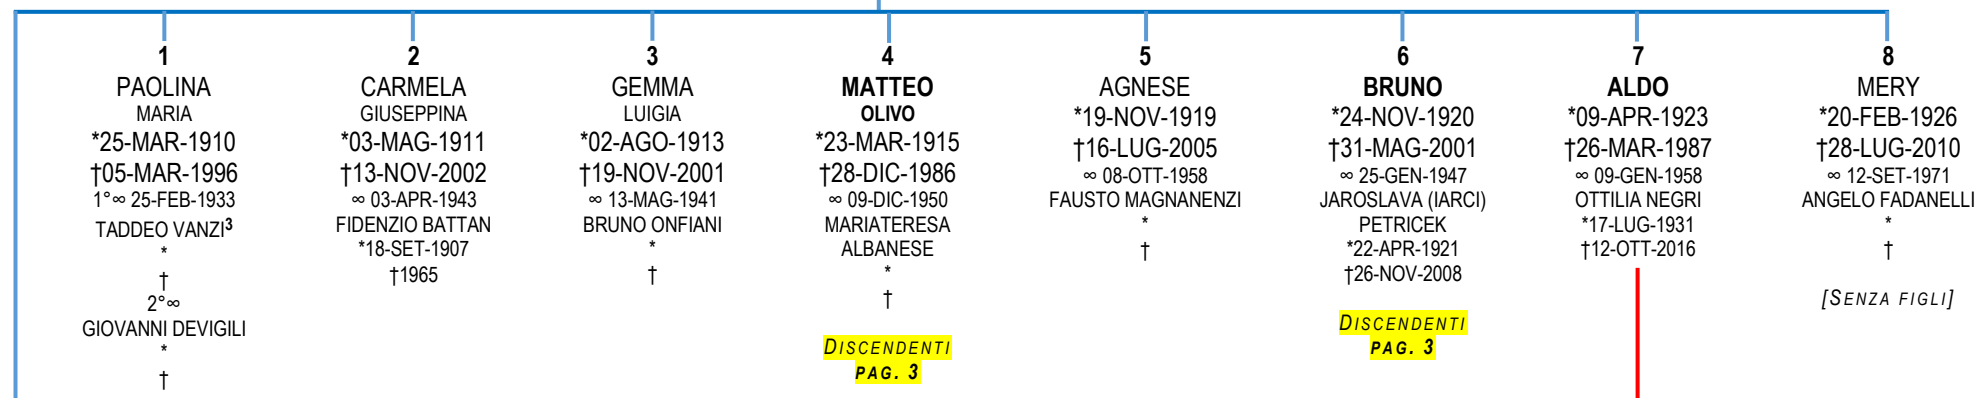 1
PAOLINA
MARIA
*25-MAR-1910
†05-MAR-1996
1°∞ 25-FEB-1933
TADDEO VANZI³
*
†
2°∞
GIOVANNI DEVIGILI
*
†
2
CARMELA
GIUSEPPINA
*03-MAG-1911
†13-NOV-2002
∞ 03-APR-1943
FIDENZIO BATTAN
*18-SET-1907
†1965
3
GEMMA
LUIGIA
*02-AGO-1913
†19-NOV-2001
∞ 13-MAG-1941
BRUNO ONFIANI
*
†
4
MATTEO
OLIVO
*23-MAR-1915
†28-DIC-1986
∞ 09-DIC-1950
MARIATERESA
ALBANESE
*
†
DISCENDENTI
PAG. 3
5
AGNESE
*19-NOV-1919
†16-LUG-2005
∞ 08-OTT-1958
FAUSTO MAGNANENZI
*
†
6
BRUNO
*24-NOV-1920
†31-MAG-2001
∞ 25-GEN-1947
JAROSLAVA (IARCI)
PETRICEK
*22-APR-1921
†26-NOV-2008
DISCENDENTI
PAG. 3
7
ALDO
*09-APR-1923
†26-MAR-1987
∞ 09-GEN-1958
OTTILIA NEGRI
*17-LUG-1931
†12-OTT-2016
8
MERY
*20-FEB-1926
†28-LUG-2010
∞ 12-SET-1971
ANGELO FADANELLI
*
†
[SENZA FIGLI]